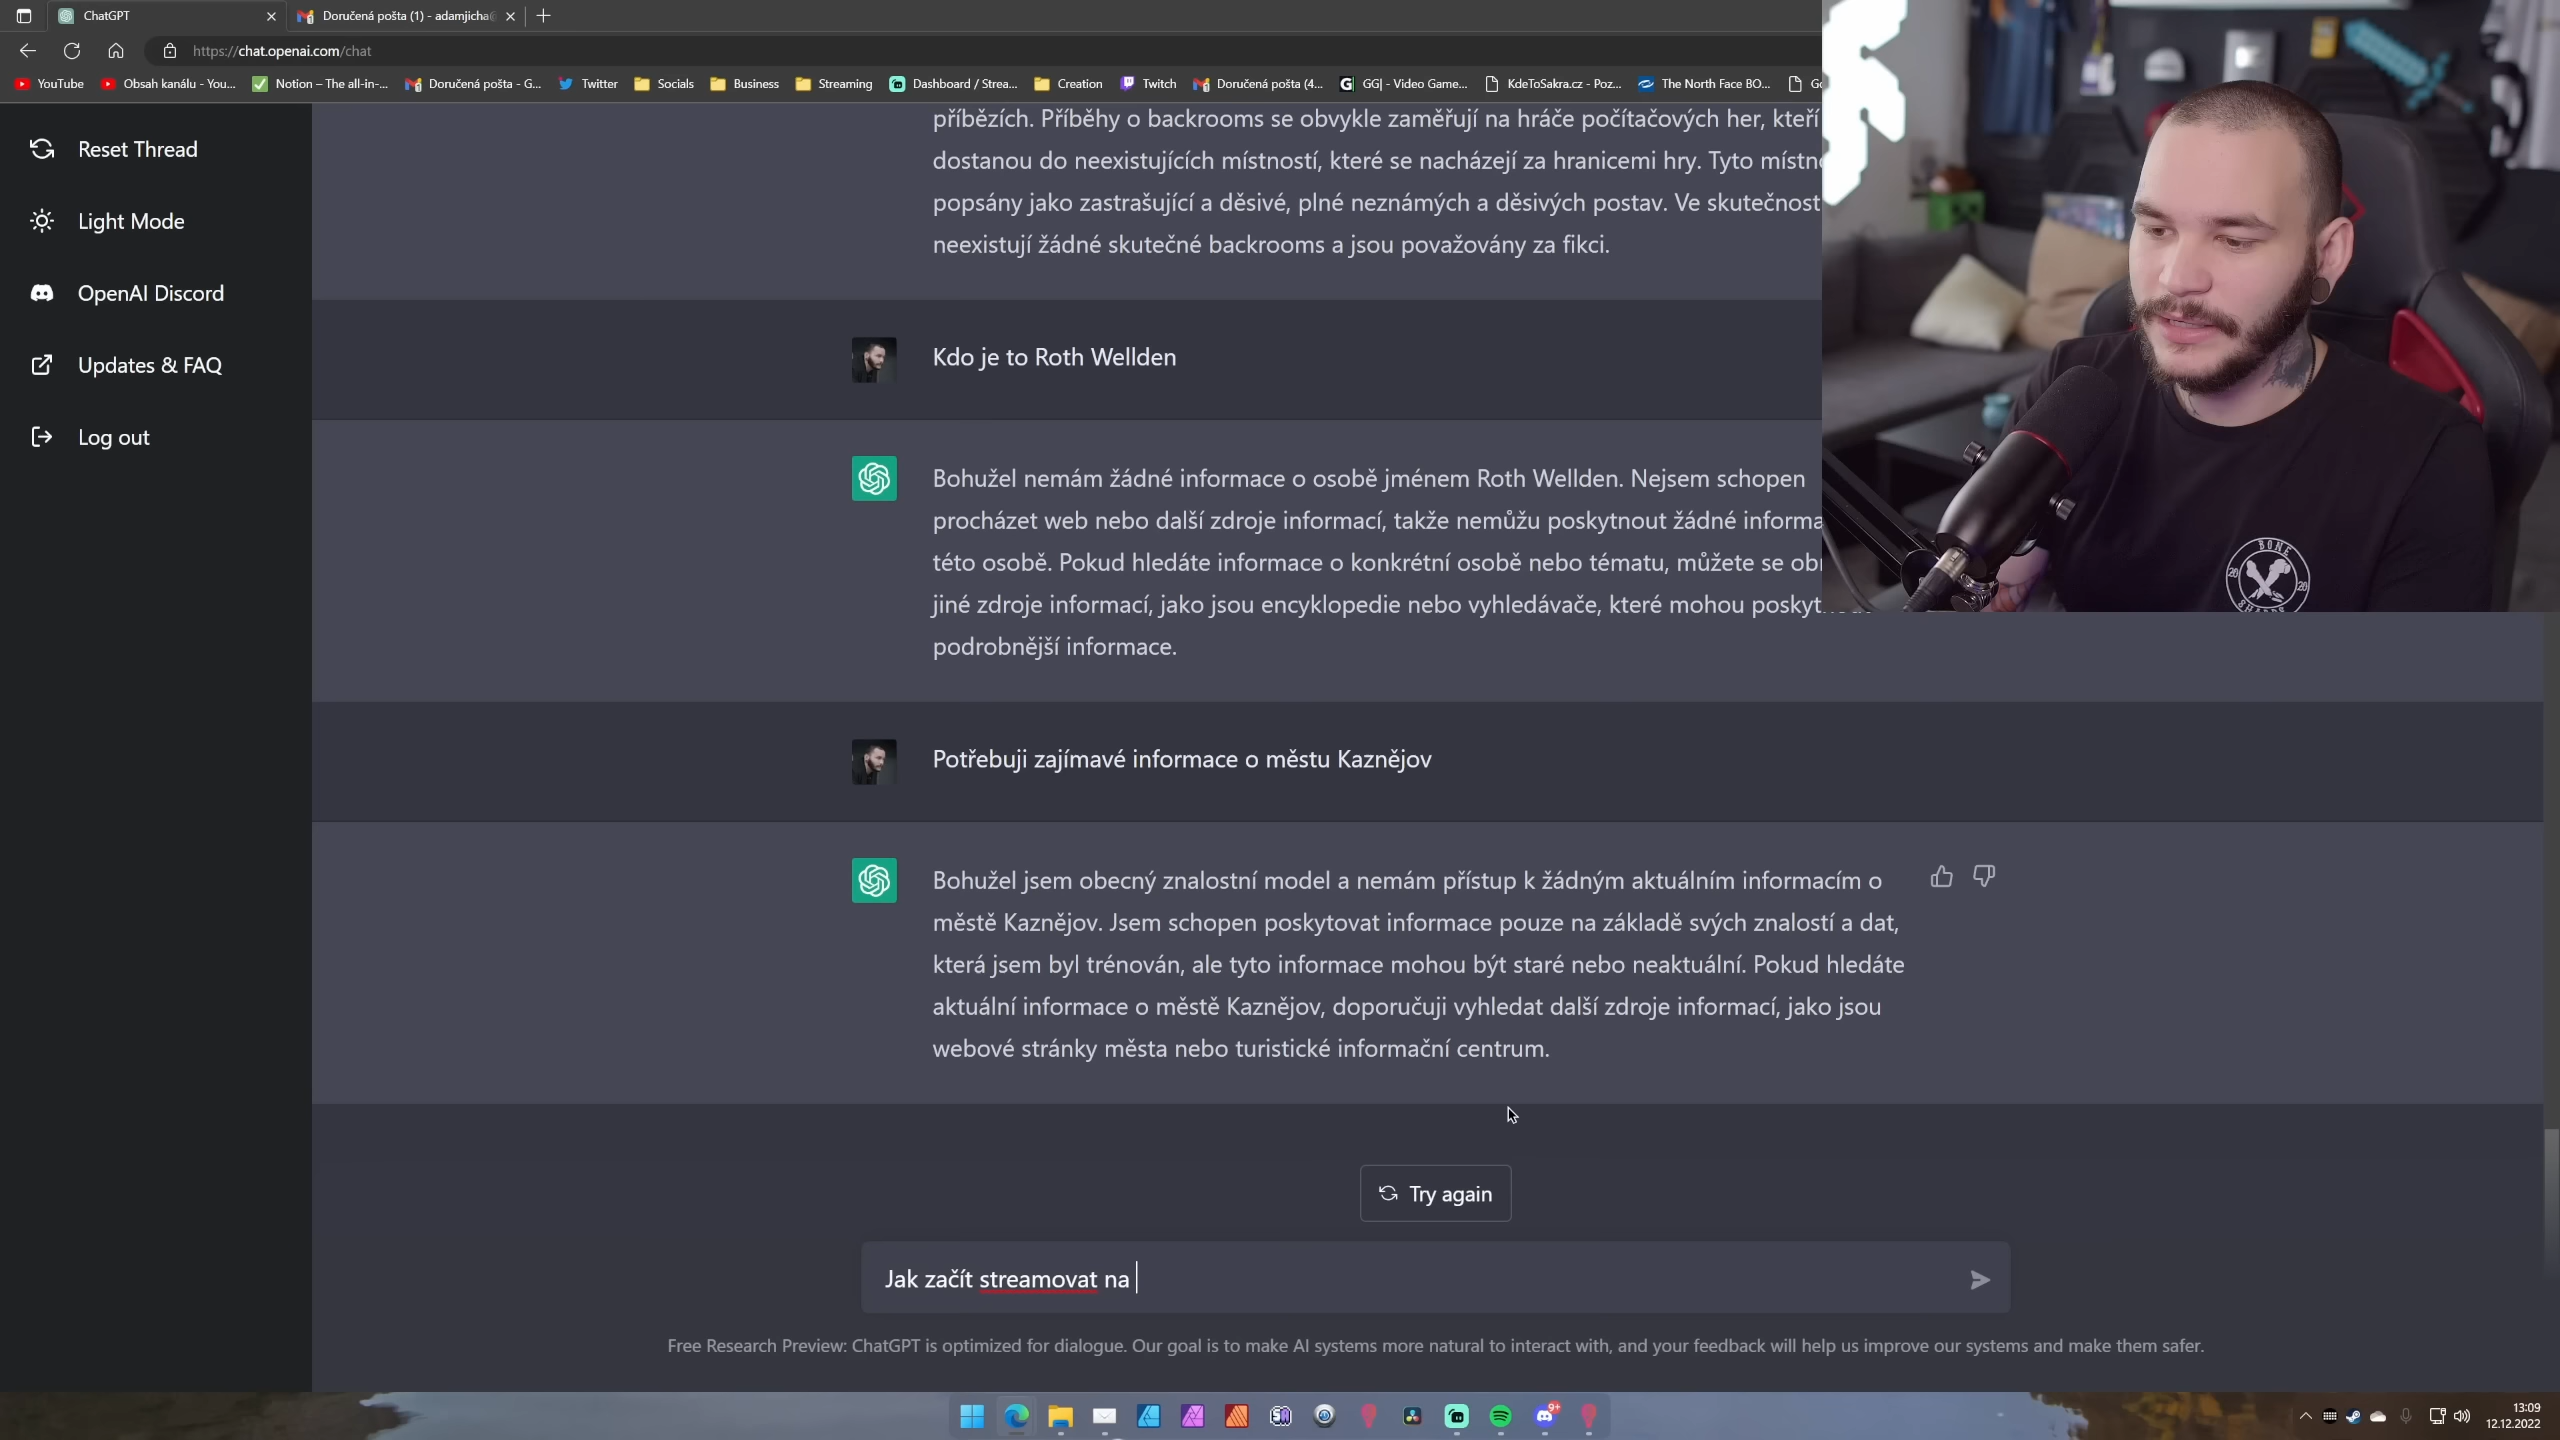 ChatGPT
Doručená pošta (1) - adamjicha
https://chat.openai.com/chat
YouTube
Obsah kanálu - You...
Notion – The all-in-...
Doručená pošta - G...
Twitter
Socials
Business
Streaming
Dashboard / Strea...
Creation
Twitch
Doručená pošta (4...
GG| - Video Game...
KdeToSakra.cz - Poz...
The North Face BO...
Reset Thread
Light Mode
OpenAI Discord
Updates & FAQ
Log out
příbězích. Příběhy o backrooms se obvykle zaměřují na hráče počítačových her, kteří
dostanou do neexistujících místností, které se nacházejí za hranicemi hry. Tyto
popsány jako zastrašující a děsivé, plné neznámých a děsivých postav. Ve
neexistují žádné skutečné backrooms a jsou považovány za fikci.
Kdo je to Roth Wellden
Bohužel nemám žádné informace o osobě jménem Roth Wellden. Nejsem schopen
procházet web nebo další zdroje informací, takže nemůžu poskytnout žádné
této osobě. Pokud hledáte informace o konkrétní osobě nebo tématu, můžete se
jiné zdroje informací, jako jsou encyklopedie nebo vyhledávače, které mohou
podrobnější informace.
Potřebuji zajímavé informace o městu Kaznějov
Bohužel jsem obecný znalostní model a nemám přístup k žádným aktuálním informacím o
městě Kaznějov. Jsem schopen poskytovat informace pouze na základě svých znalostí a dat,
která jsem byl trénován, ale tyto informace mohou být staré nebo neaktuální. Pokud hledáte
aktuální informace o městě Kaznějov, doporučuji vyhledat další zdroje informací, jako jsou
webové stránky města nebo turistické informační centrum.
Try again
Jak začít streamovat na
Free Research Preview: ChatGPT is optimized for dialogue. Our goal is to make AI systems more natural to interact with, and your feedback will help us improve our systems and make them safer.
BONE
20 20
9+
13:09
12.12.2022